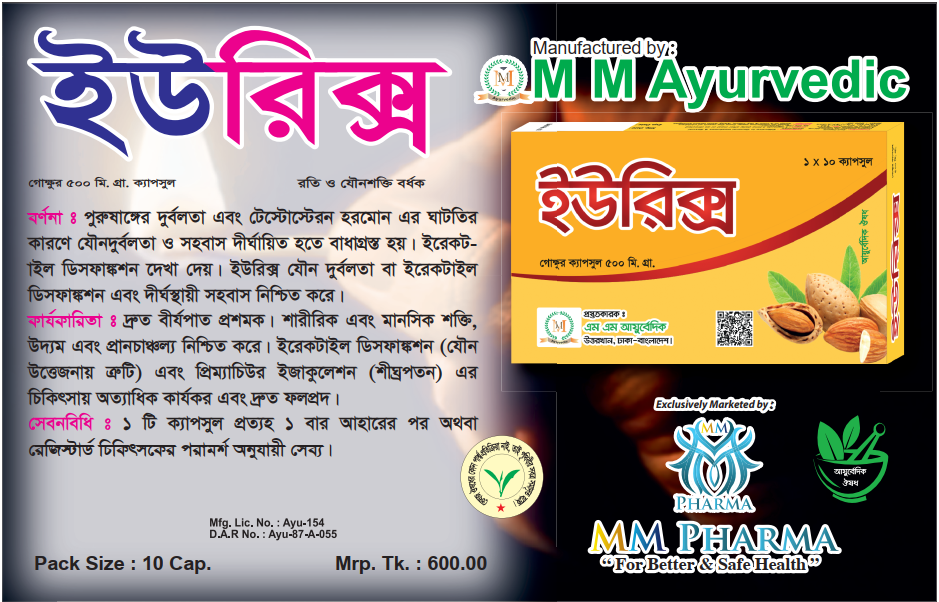 ইউরিক্স
গোক্ষুর ৫০০ মি. গ্রা. ক্যাপসুল
রতি ও যৌনশক্তি বর্ধক
বর্ণনা ঃ পুরুষাঙ্গের দুর্বলতা এবং টেস্টোস্টেরন হরমোন এর ঘাটতির
কারণে যৌনদুর্বলতা ও সহবাস দীর্ঘায়িত হতে বাধাগ্রস্ত হয়। ইরেকট-
াইল ডিসফাঙ্কশন দেখা দেয়। ইউরিক্স যৌন দুর্বলতা বা ইরেকটাইল
ডিসফাঙ্কশন এবং দীর্ঘস্থায়ী সহবাস নিশ্চিত করে।
কার্যকারিতা ঃ দ্রুত বীর্যপাত প্রশমক। শারীরিক এবং মানসিক শক্তি,
উদ্যম এবং প্রানচাঞ্চল্য নিশ্চিত করে। ইরেকটাইল ডিসফাঙ্কশন (যৌন
উত্তেজনায় ত্রুটি) এবং প্রিম্যাচিউর ইজাকুলেশন (শীঘ্রপতন) এর
চিকিৎসায় অত্যাধিক কার্যকর এবং দ্রুত ফলপ্রদ।
সেবনবিধি ঃ ১ টি ক্যাপসুল প্রত্যহ ১ বার আহারের পর অথবা
রেজিস্টার্ড চিকিৎসকের পরামর্শ অনুযায়ী সেব্য।
Mfg. Lic. No. : Ayu-154
D.A.R No. : Ayu-87-A-055
Pack Size : 10 Cap.
Mrp. Tk. : 600.00
Manufactured by :
M M Ayurvedic
১ X ১০ ক্যাপসুল
ইউরিক্স
গোক্ষুর ক্যাপসুল ৫০০ মি. গ্রা.
আয়ুর্বেদিক ঔষধ
ইউরিক্স
প্রস্তুতকারক :
এম এম আয়ুর্বেদিক
উত্তরখান, ঢাকা-বাংলাদেশ।
Exclusively Marketed by :
MM
PHARMA
আয়ুর্বেদিক
ঔষধ
MM PHARMA
“ For Better & Safe Health ”